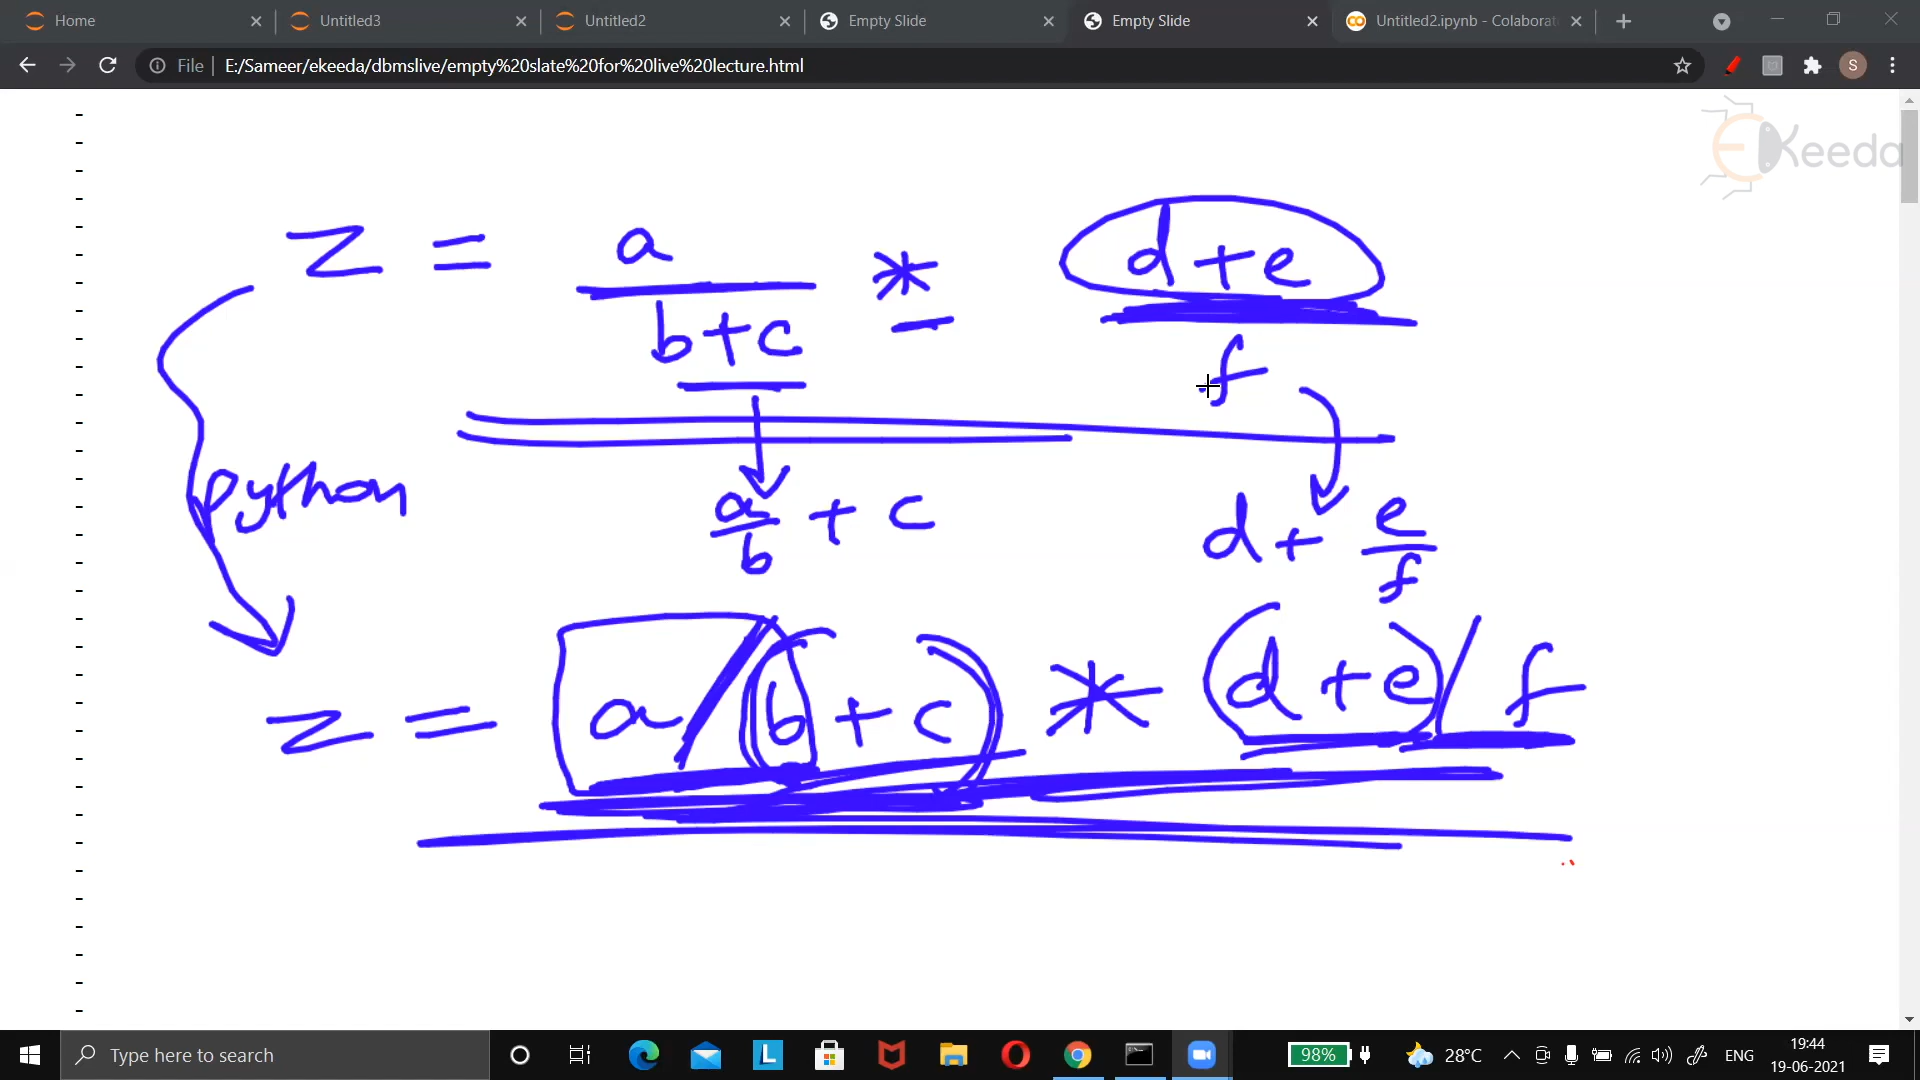 Home
Untitled3
Untitled2
Empty Slide
Empty Slide
Untitled2.ipynb - Colaborat
File
E:/Sameer/ekeeda/dbmslive/empty%20slate%20for%20live%20lecture.html
S
EKeeda
z = a * d+e
b+c f
python
a + c d + e
b f
z = a/(b+c) * (d+e)/f
Type here to search
L
98%
28°C
ENG
19:44
19-06-2021